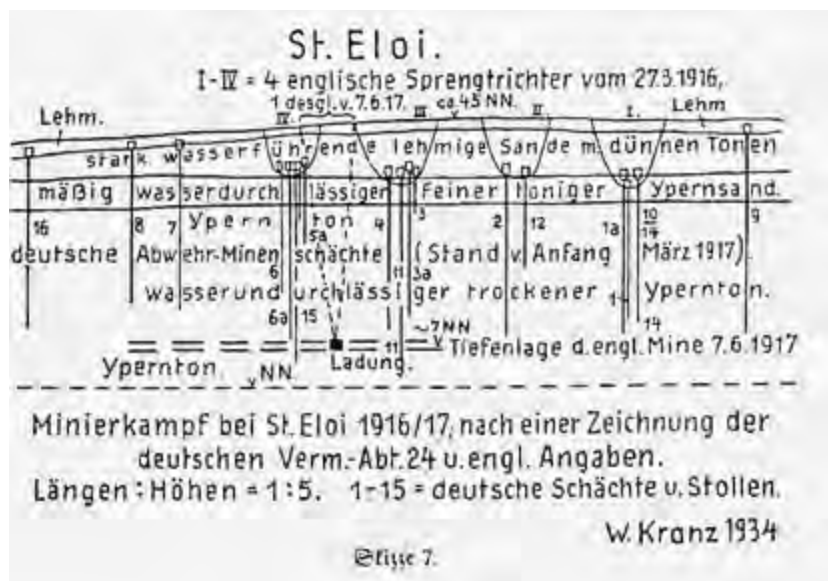 St. Eloi.
I-IV = 4 englische Sprengtrichter vom 27.3.1916,
1 desgl. v. 7.6.17. ca 45 NN.
IV III II I.
Lehm. Lehm
stark wasserführende lehmige Sande m. dünnen Tonen
mäßig wasserdurchlässiger feiner toniger Ypernsand.
16 8 7 Ypernton 5a 4 3 2 12 1a 10 14 9
deutsche Abwehr-Minenschächte (Stand v. Anfang März 1917).
6 11 3a
wasserundurchlässiger trockener Ypernton.
1
6a 15 14
~7NN
11 Tiefenlage d. engl. Mine 7.6.1917
Ypernton. NN Ladung.
Minierkampf bei St. Eloi 1916/17, nach einer Zeichnung der
deutschen Verm.-Abt. 24 u. engl. Angaben.
Längen : Höhen = 1:5. 1-15 = deutsche Schächte u. Stollen.
W. Kranz 1934
Skizze 7.